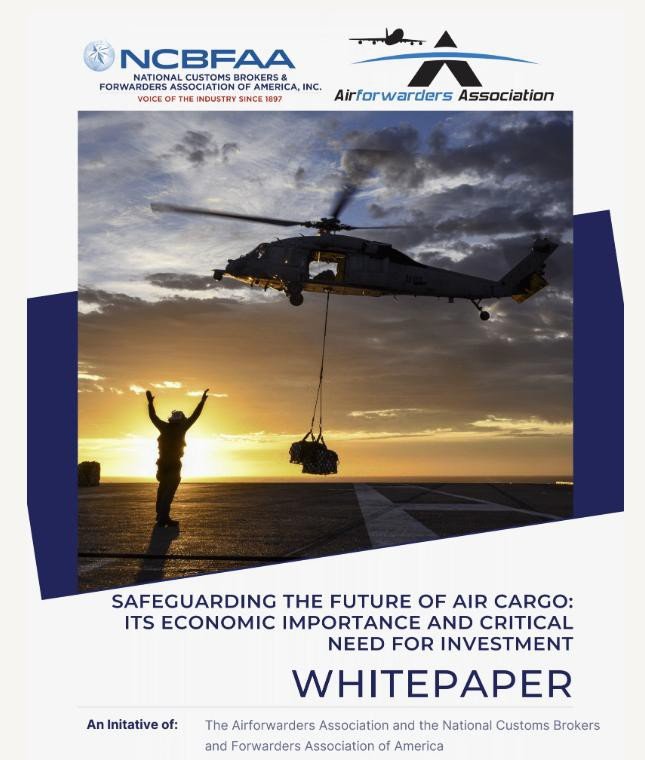 NCBFAA
NATIONAL CUSTOMS BROKERS &
FORWARDERS ASSOCIATION OF AMERICA, INC.
VOICE OF THE INDUSTRY SINCE 1897
Airforwarders Association
SAFEGUARDING THE FUTURE OF AIR CARGO:
ITS ECONOMIC IMPORTANCE AND CRITICAL
NEED FOR INVESTMENT
WHITEPAPER
An Initative of:
The Airforwarders Association and the National Customs Brokers
and Forwarders Association of America